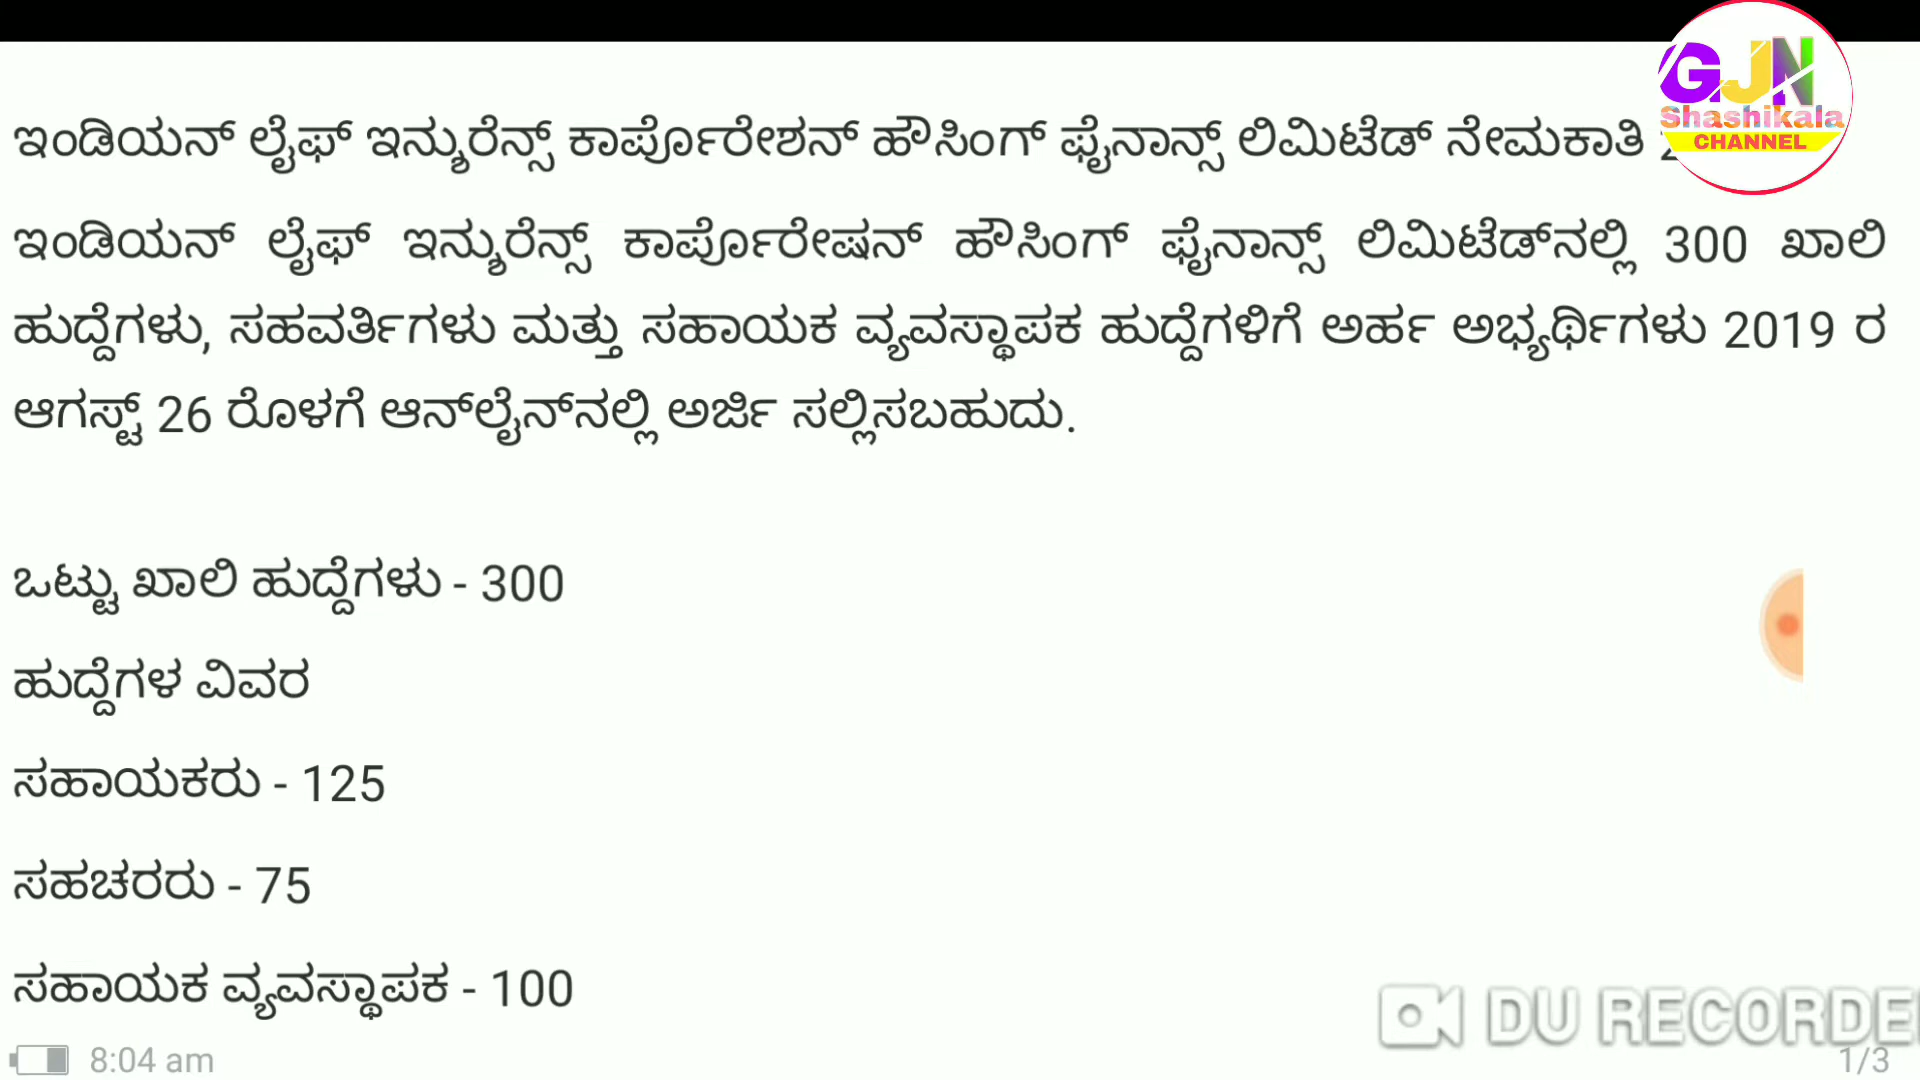 ಇಂಡಿಯನ್ ಲೈಫ್ ಇನ್ಶುರೆನ್ಸ್ ಕಾರ್ಪೊರೇಶನ್ ಹೌಸಿಂಗ್ ಫೈನಾನ್ಸ್ ಲಿಮಿಟೆಡ್ ನೇಮಕಾತಿ
GJN
Shashikala
CHANNEL
ಇಂಡಿಯನ್ ಲೈಫ್ ಇನ್ಶುರೆನ್ಸ್ ಕಾರ್ಪೊರೇಷನ್ ಹೌಸಿಂಗ್ ಫೈನಾನ್ಸ್ ಲಿಮಿಟೆಡ್‌ನಲ್ಲಿ 300 ಖಾಲಿ
ಹುದ್ದೆಗಳು, ಸಹವರ್ತಿಗಳು ಮತ್ತು ಸಹಾಯಕ ವ್ಯವಸ್ಥಾಪಕ ಹುದ್ದೆಗಳಿಗೆ ಅರ್ಹ ಅಭ್ಯರ್ಥಿಗಳು 2019 ರ
ಆಗಸ್ಟ್ 26 ರೊಳಗೆ ಆನ್‌ಲೈನ್‌ನಲ್ಲಿ ಅರ್ಜಿ ಸಲ್ಲಿಸಬಹುದು.
ಒಟ್ಟು ಖಾಲಿ ಹುದ್ದೆಗಳು - 300
ಹುದ್ದೆಗಳ ವಿವರ
ಸಹಾಯಕರು - 125
ಸಹಚರರು - 75
ಸಹಾಯಕ ವ್ಯವಸ್ಥಾಪಕ - 100
DU RECORDE
8:04 am
1/3